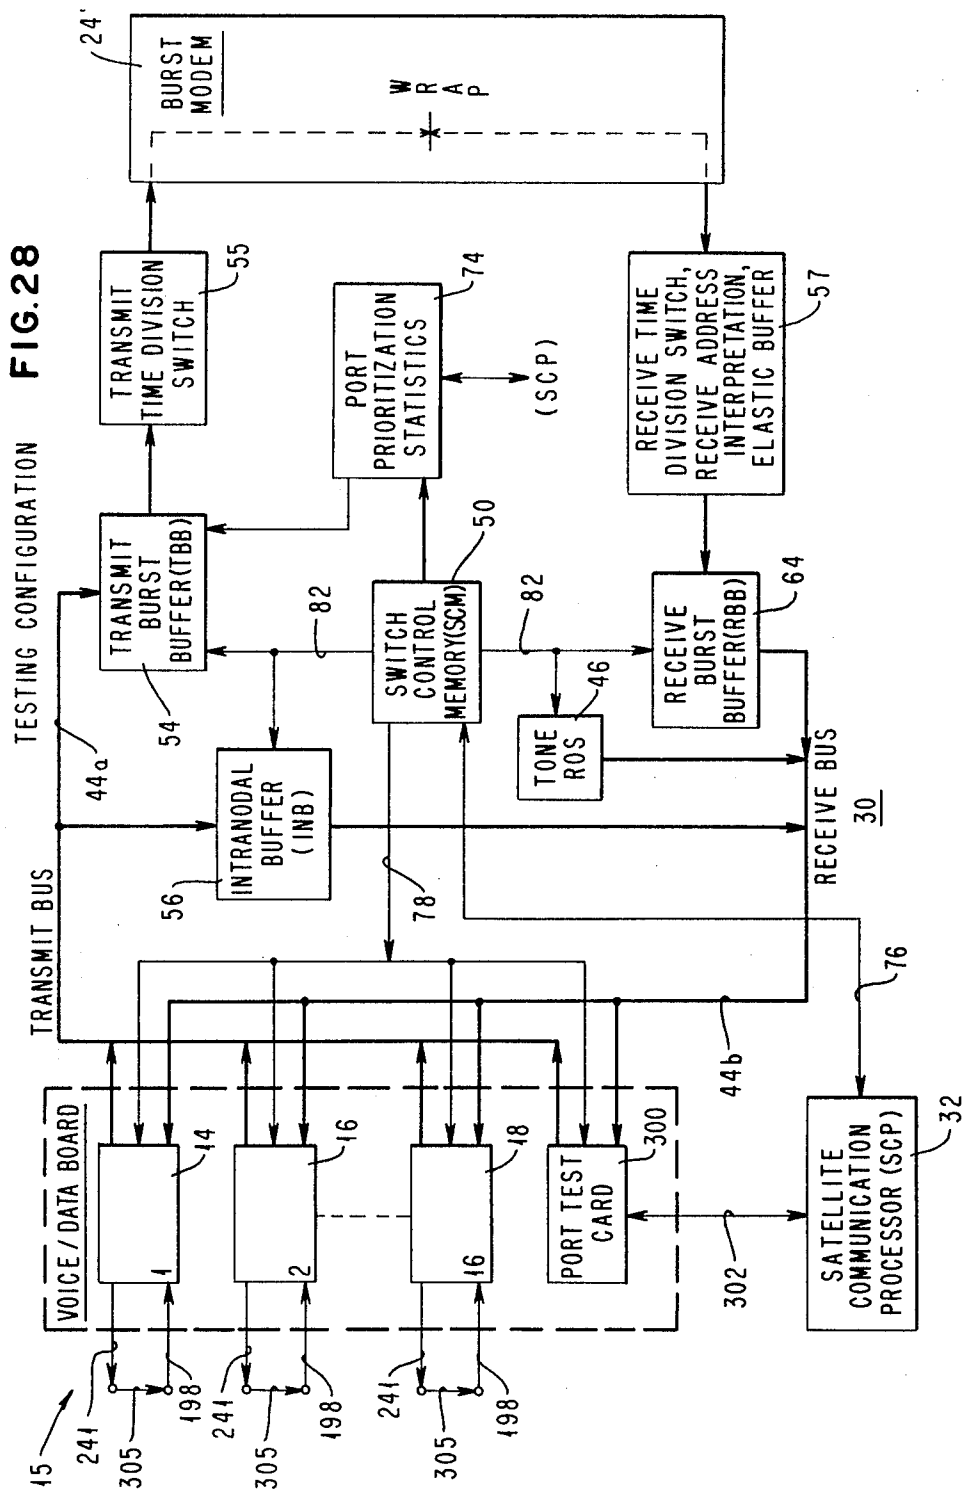 FIG.28
TESTING CONFIGURATION
TRANSMIT BUS
44a
15
VOICE/DATA BOARD
241
305
198
1
14
241
305
198
2
16
241
305
198
16
18
PORT TEST
CARD
300
302
SATELLITE
COMMUNICATION
PROCESSOR (SCP)
32
76
44b
78
INTRANODAL
BUFFER
(INB)
56
TRANSMIT
BURST
BUFFER(TBB)
54
TRANSMIT
TIME DIVISION
SWITCH
55
82
SWITCH
CONTROL
MEMORY(SCM)
50
PORT
PRIORITIZATION
STATISTICS
74
(SCP)
82
TONE
ROS
46
RECEIVE
BURST
BUFFER(RBB)
64
RECEIVE TIME
DIVISION SWITCH,
RECEIVE ADDRESS
INTERPRETATION,
ELASTIC BUFFER
57
RECEIVE BUS
30
BURST
MODEM
24'
WRAP